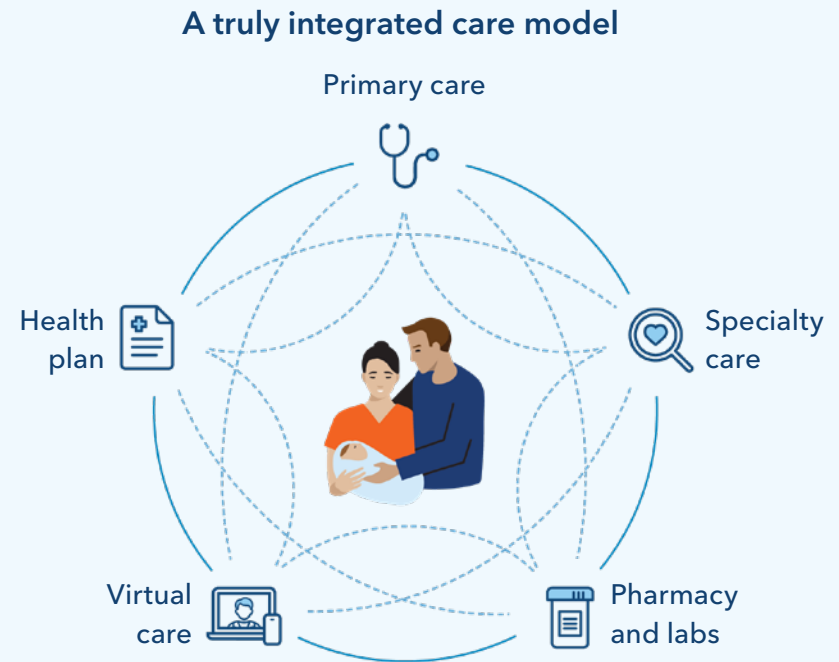 A truly integrated care model
Primary care
Health
plan
Specialty
care
Virtual
care
Pharmacy
and labs